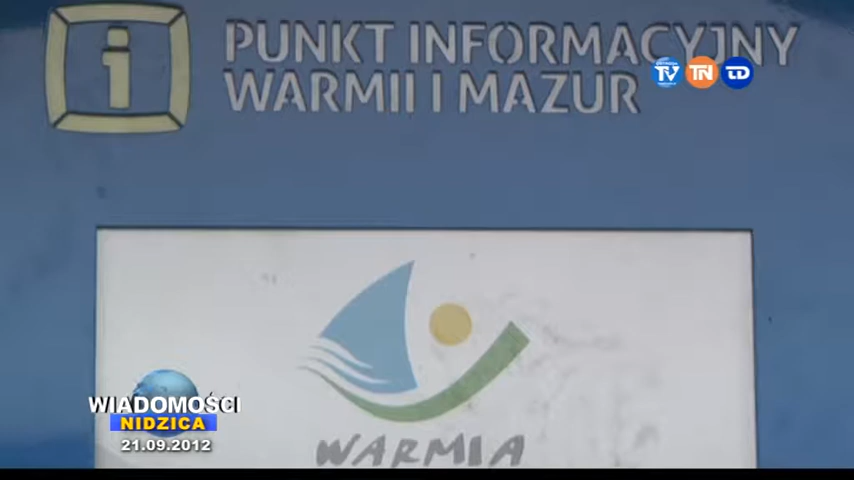 i
PUNKT INFORMACYJNY
WARMII I MAZUR
TV TN TD
WARMIA
WIADOMOŚCI
NIDZICA
21.09.2012